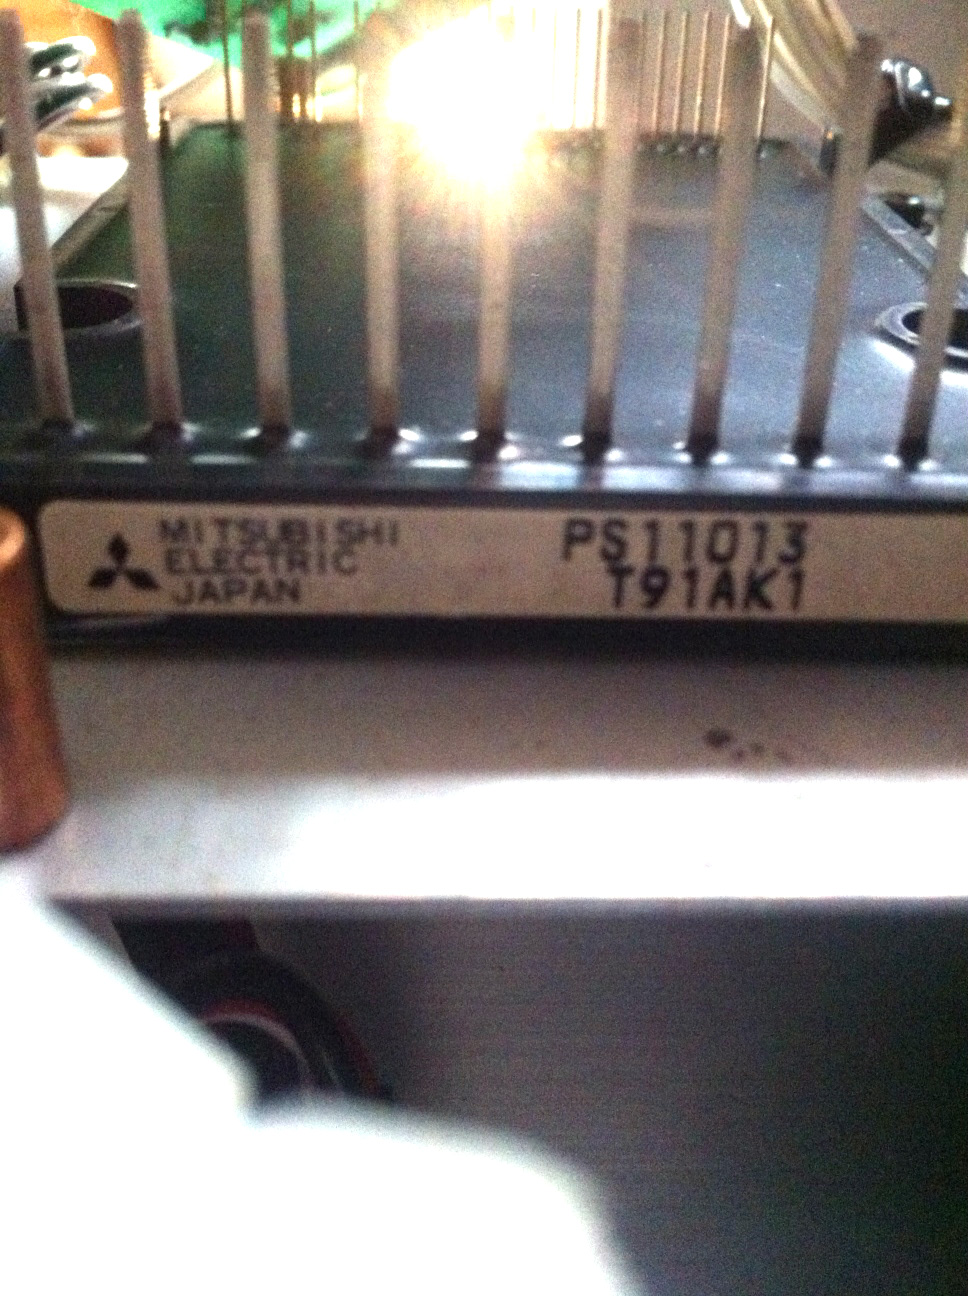 MITSUBISHI
ELECTRIC
JAPAN
PS11013
T91AK1